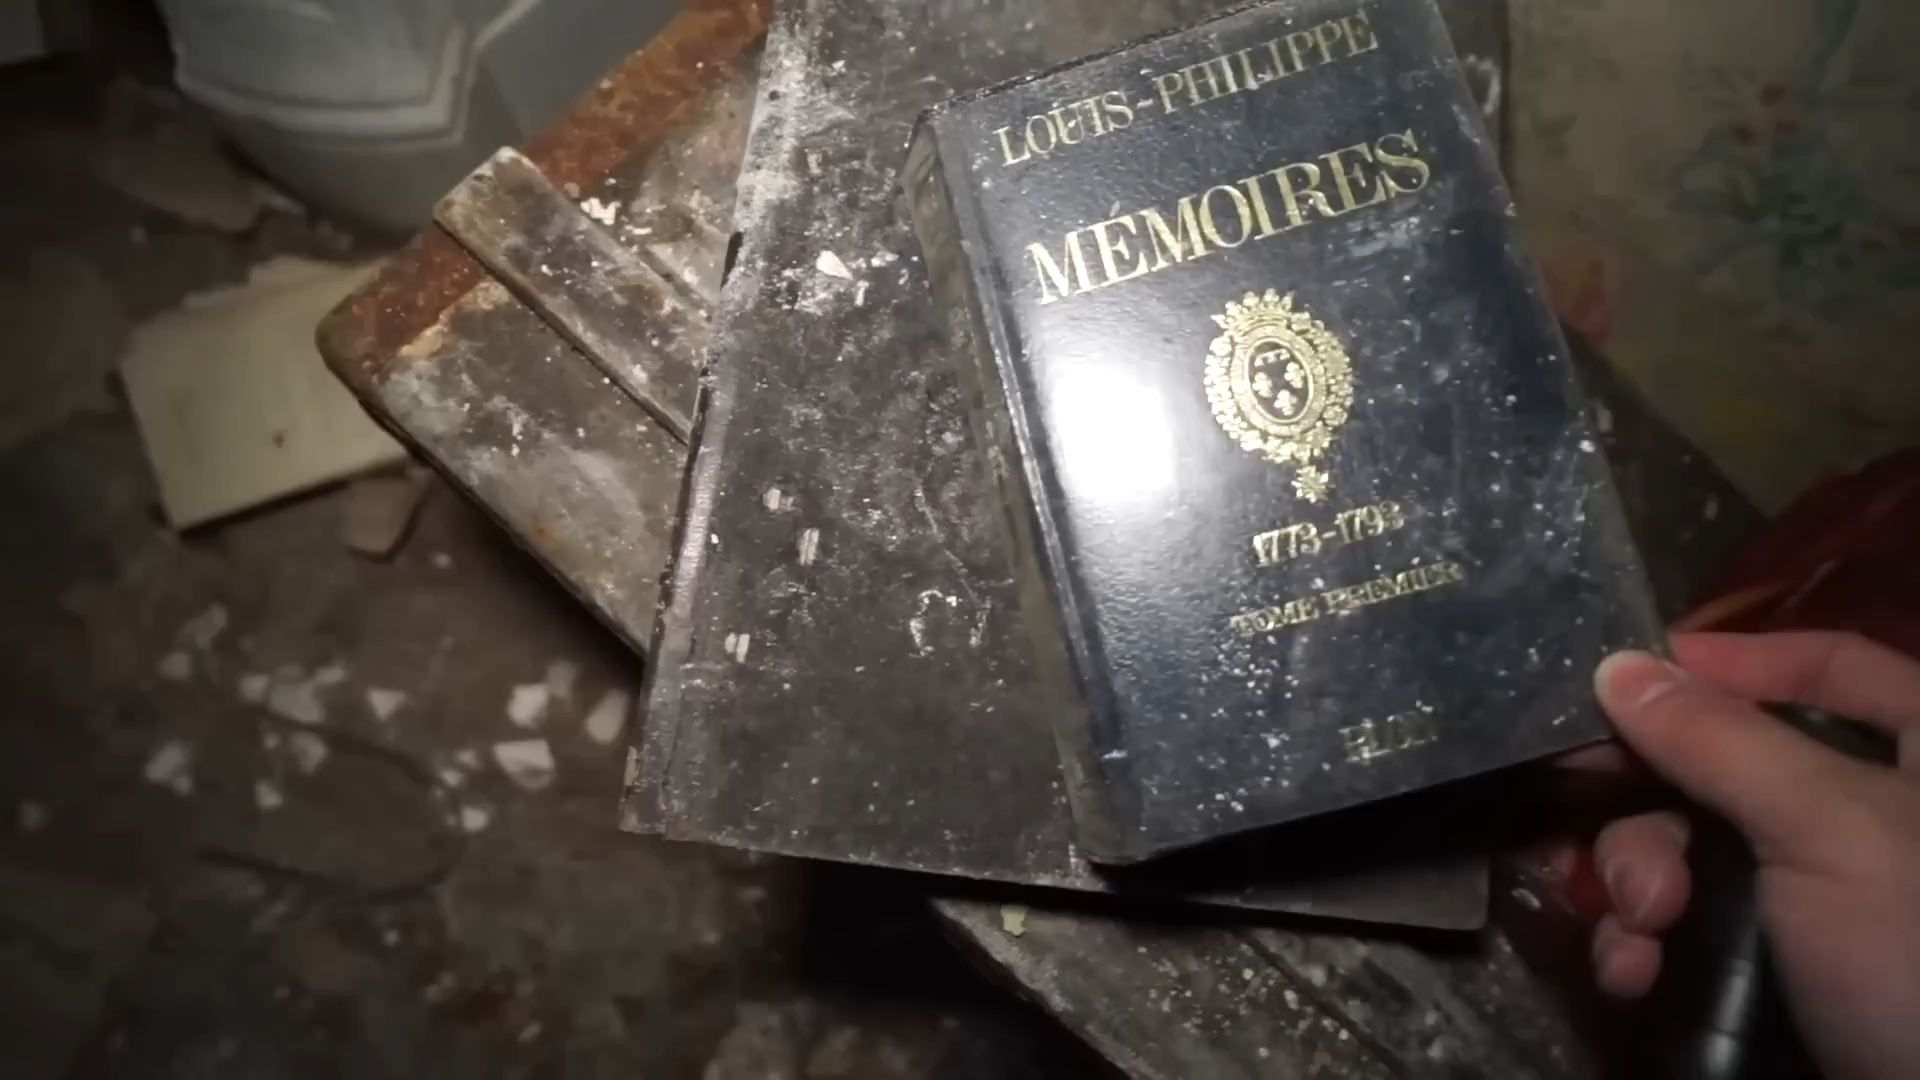 LOUIS-PHILIPPE
MÉMOIRES
1773-1793
TOME PREMIER
PLON